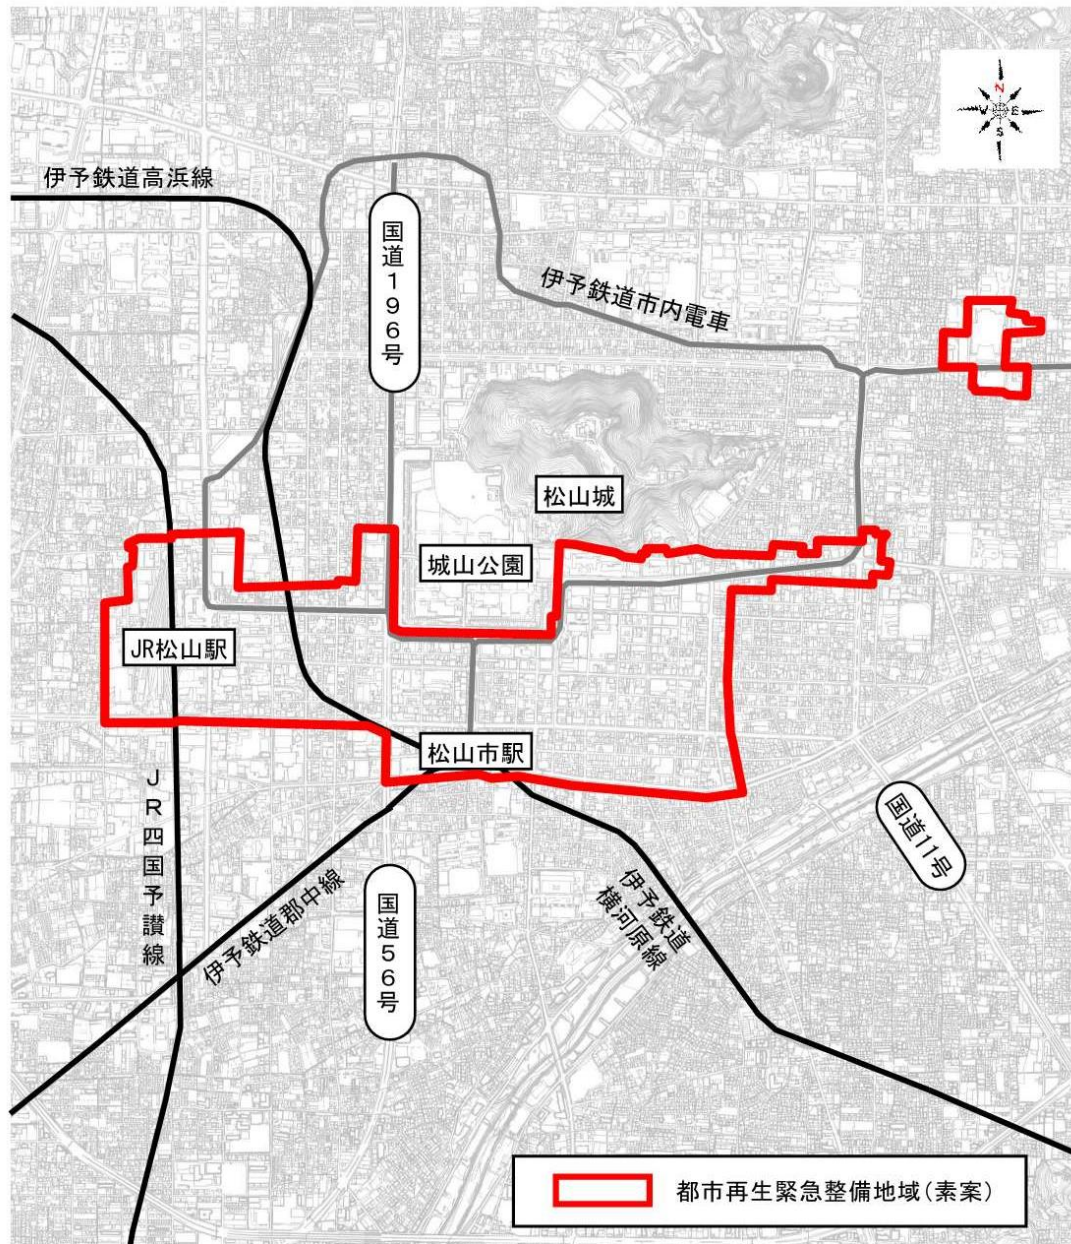 N
W E
S
伊予鉄道高浜線
国道196号
伊予鉄道市内電車
松山城
城山公園
JR松山駅
松山市駅
JR四国予讃線
伊予鉄道郡中線
国道56号
伊予鉄道
横河原線
国道11号
都市再生緊急整備地域(素案)